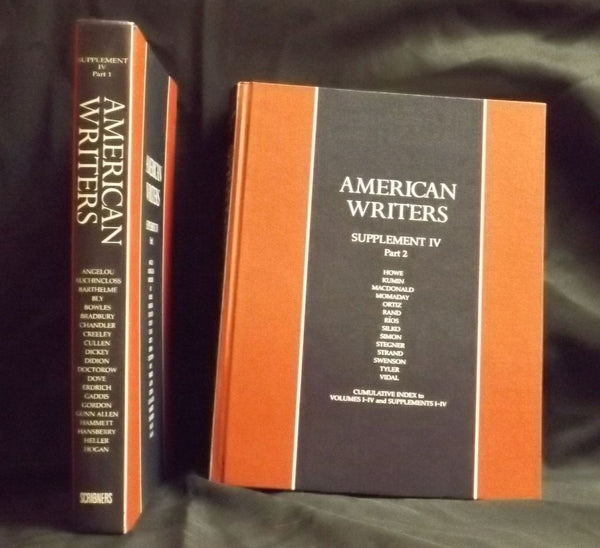 SUPPLEMENT
IV
Part 1
AMERICAN
WRITERS
ANGELOU
AUCHINCLOSS
BARTHELME
BLY
BOWLES
BRADBURY
CHANDLER
CREELEY
CULLEN
DICKEY
DIDION
DOCTOROW
DOVE
ERDRICH
GADDIS
GORDON
GUNN ALLEN
HAMMETT
HANSBERRY
HELLER
HOGAN
SCRIBNERS
AMERICAN
WRITERS
AMERICAN
WRITERS
SUPPLEMENT IV
Part 2
HOWE
KUMIN
MACDONALD
MOMADAY
ORTIZ
RAND
RÍOS
SILKO
SIMON
STEGNER
STRAND
SWENSON
TYLER
VIDAL
CUMULATIVE INDEX to
VOLUMES I-IV and SUPPLEMENTS I-IV